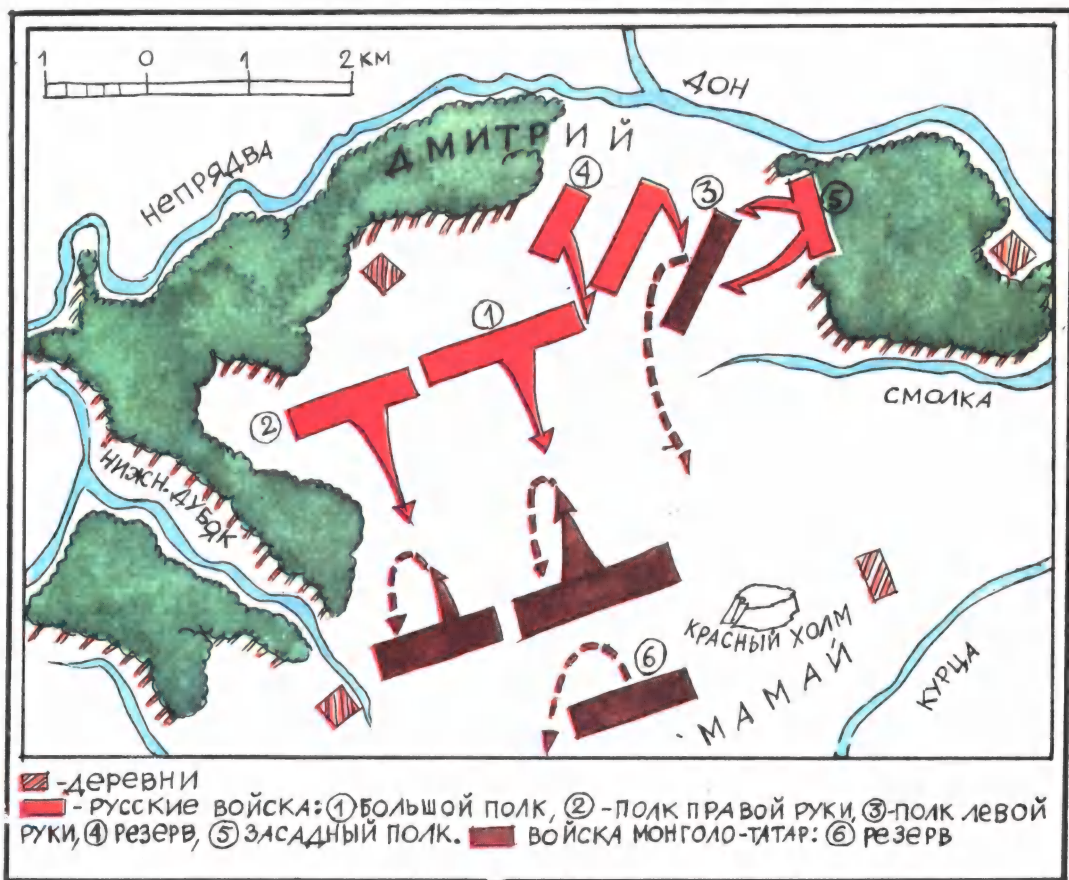 1 0 1 2 КМ
ДОН
НЕПРЯДВА
ДМИТРИЙ
④ ③ ⑤
①
②
СМОЛКА
НИЖН. ДУБЯК
КРАСНЫЙ ХОЛМ
⑥
МАМАЙ
КУРЦА
-ДЕРЕВНИ
- РУССКИЕ ВОЙСКА: ① БОЛЬШОЙ ПОЛК, ② -ПОЛК ПРАВОЙ РУКИ, ③-ПОЛК ЛЕВОЙ
РУКИ, ④ РЕЗЕРВ, ⑤ ЗАСАДНЫЙ ПОЛК. ВОЙСКА МОНГОЛО-ТАТАР: ⑥ РЕЗЕРВ